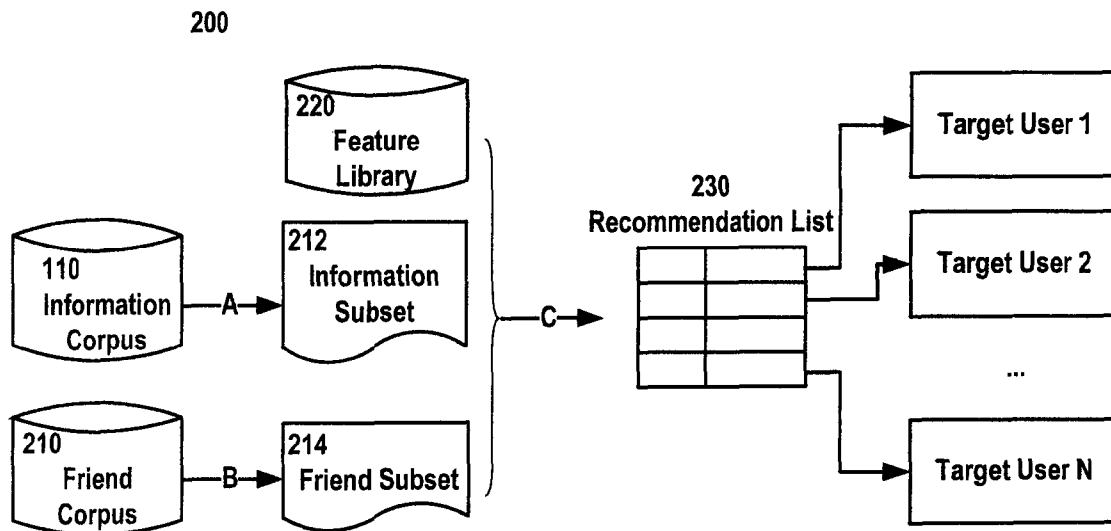 200
220
Feature
Library
110
Information
Corpus
A
212
Information
Subset
210
Friend
Corpus
B
214
Friend Subset
C
230
Recommendation List
Target User 1
Target User 2
...
Target User N